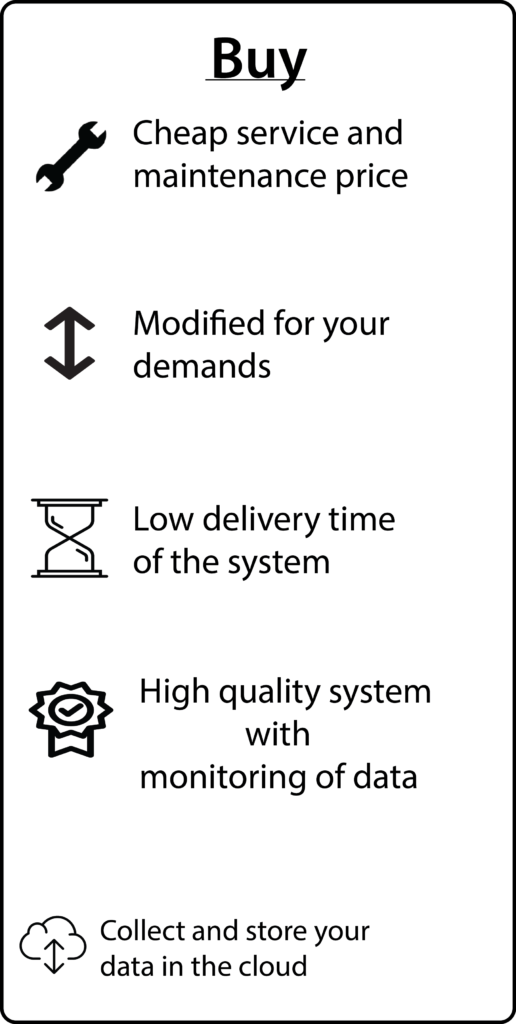 Buy
Cheap service and
maintenance price
Modified for your
demands
Low delivery time
of the system
High quality system
with
monitoring of data
Collect and store your
data in the cloud